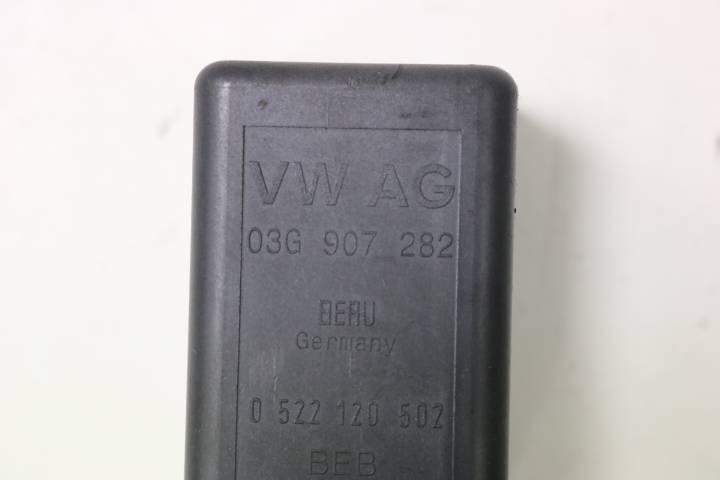 VW AG
03G 907 282
BERU
Germany
0 522 120 502
BEB